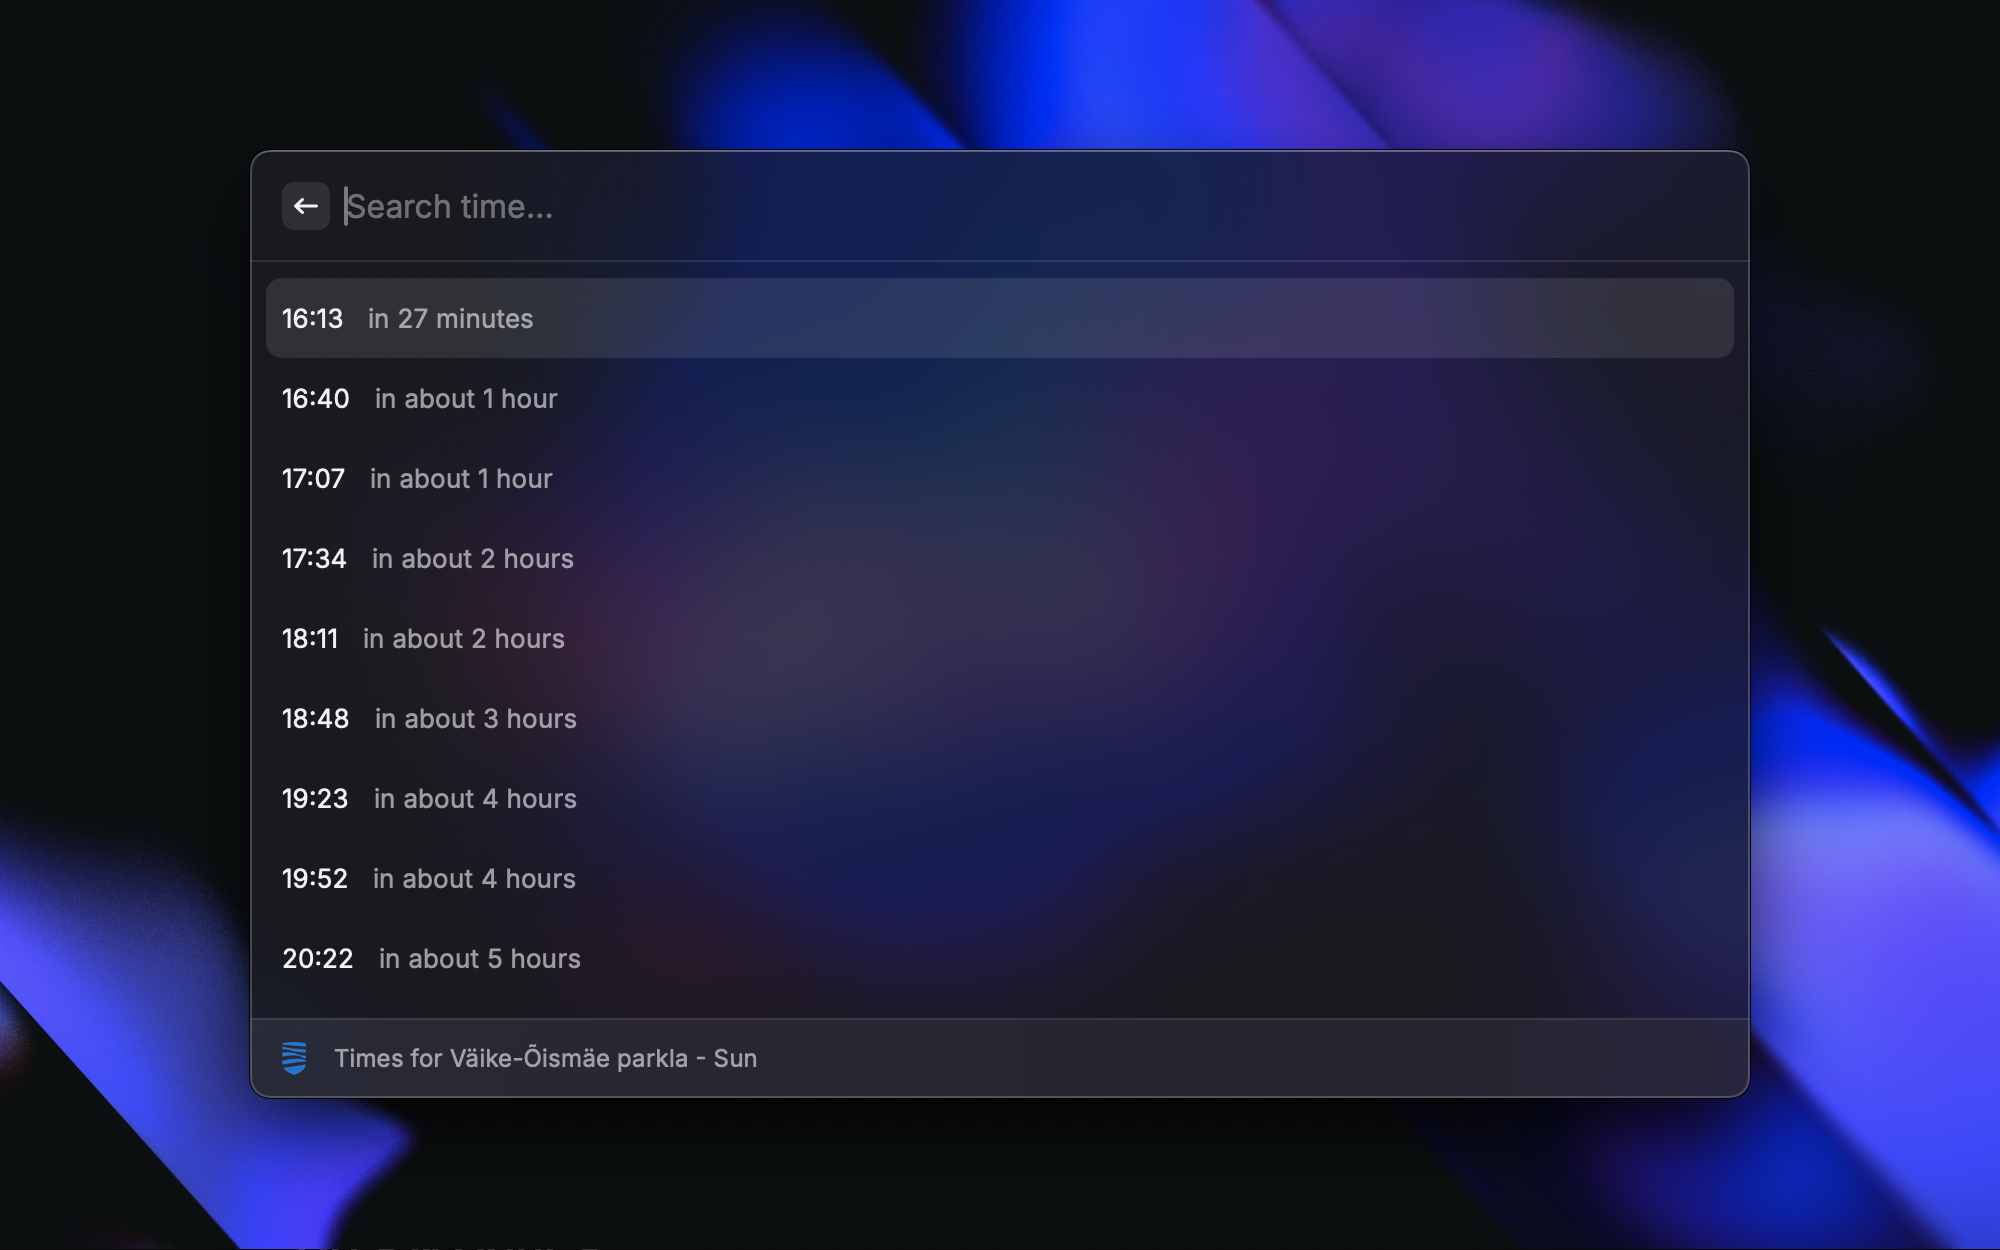 Search time...
16:13 in 27 minutes
16:40 in about 1 hour
17:07 in about 1 hour
17:34 in about 2 hours
18:11 in about 2 hours
18:48 in about 3 hours
19:23 in about 4 hours
19:52 in about 4 hours
20:22 in about 5 hours
Times for Väike-Õismäe parkla - Sun